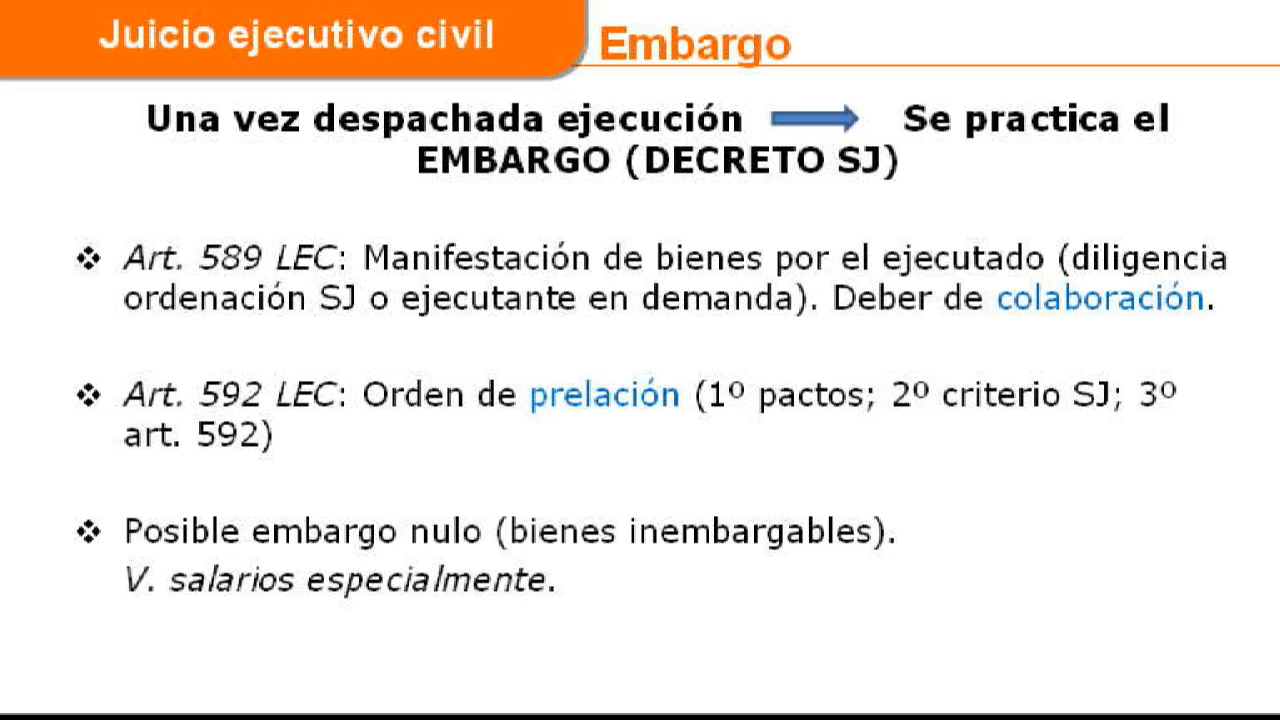 Juicio ejecutivo civil
Embargo
Una vez despachada ejecución Se practica el
EMBARGO (DECRETO SJ)
Art. 589 LEC: Manifestación de bienes por el ejecutado (diligencia
ordenación SJ o ejecutante en demanda). Deber de colaboración.
Art. 592 LEC: Orden de prelación (1º pactos; 2º criterio SJ; 3º
art. 592)
Posible embargo nulo (bienes inembargables).
V. salarios especialmente.